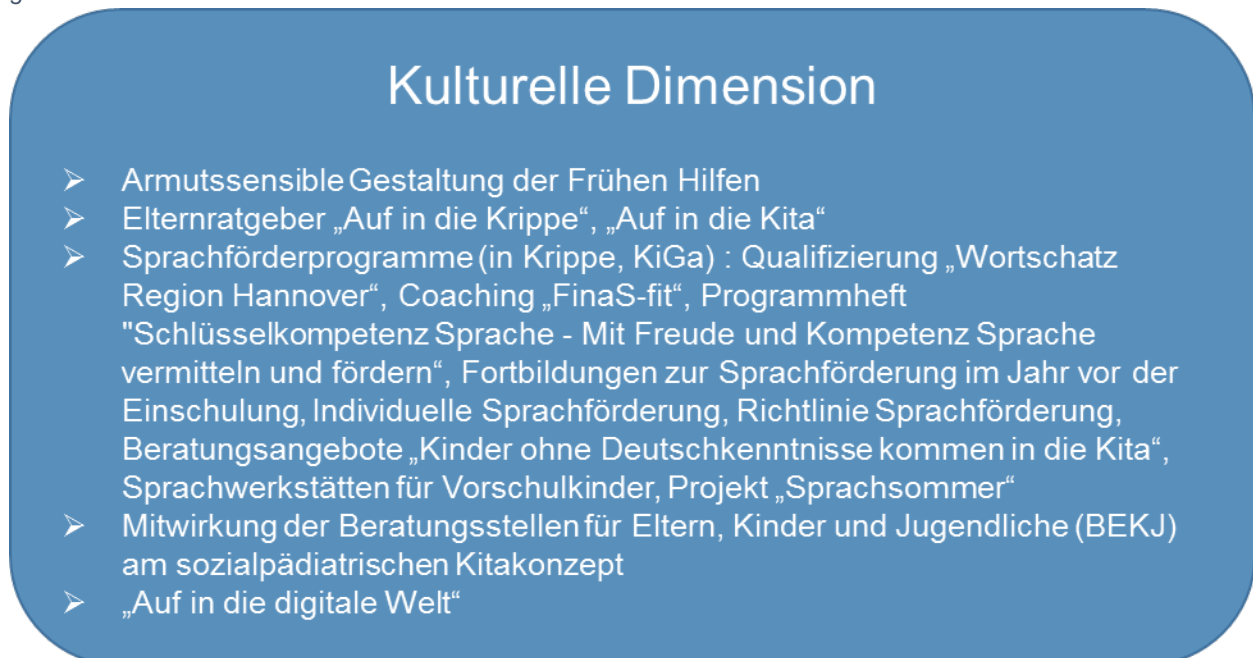 Kulturelle Dimension
➢ Armutssensible Gestaltung der Frühen Hilfen
➢ Elternratgeber „Auf in die Krippe“, „Auf in die Kita“
➢ Sprachförderprogramme (in Krippe, KiGa) : Qualifizierung „Wortschatz
Region Hannover“, Coaching „FinaS-fit“, Programmheft
"Schlüsselkompetenz Sprache - Mit Freude und Kompetenz Sprache
vermitteln und fördern“, Fortbildungen zur Sprachförderung im Jahr vor der
Einschulung, Individuelle Sprachförderung, Richtlinie Sprachförderung,
Beratungsangebote „Kinder ohne Deutschkenntnisse kommen in die Kita“,
Sprachwerkstätten für Vorschulkinder, Projekt „Sprachsommer“
➢ Mitwirkung der Beratungsstellen für Eltern, Kinder und Jugendliche (BEKJ)
am sozialpädiatrischen Kitakonzept
➢ „Auf in die digitale Welt“